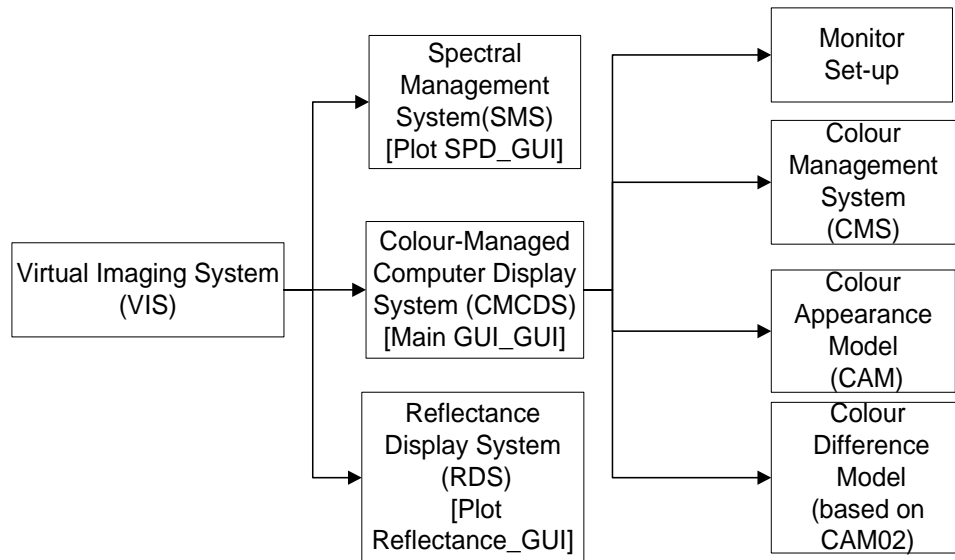 Virtual Imaging System
(VIS)
Spectral
Management
System(SMS)
[Plot SPD_GUI]
Colour-Managed
Computer Display
System (CMCDS)
[Main GUI_GUI]
Reflectance
Display System
(RDS)
[Plot
Reflectance_GUI]
Monitor
Set-up
Colour
Management
System
(CMS)
Colour
Appearance
Model
(CAM)
Colour
Difference
Model
(based on
CAM02)